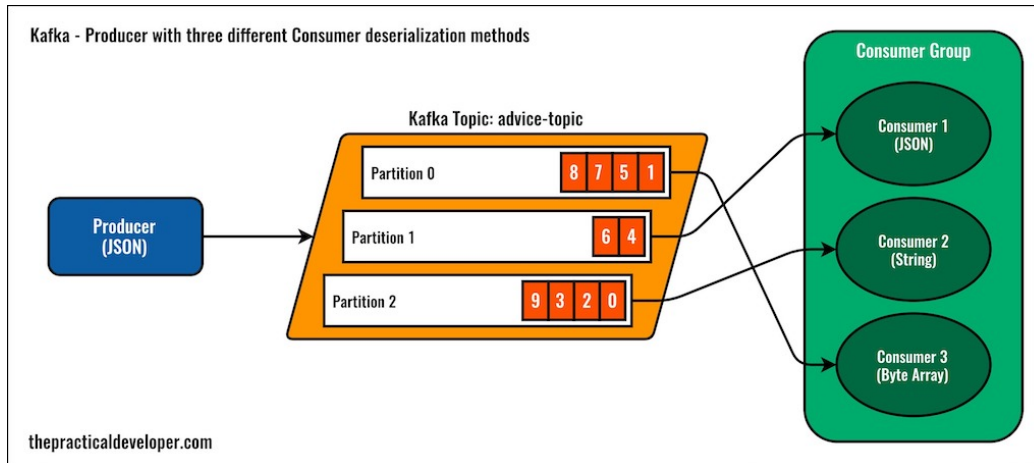 Kafka - Producer with three different Consumer deserialization methods
Consumer Group
Kafka Topic: advice-topic
Partition 0
8 7 5 1
Partition 1
6 4
Partition 2
9 3 2 0
Producer
(JSON)
Consumer 1
(JSON)
Consumer 2
(String)
Consumer 3
(Byte Array)
thepracticaldeveloper.com